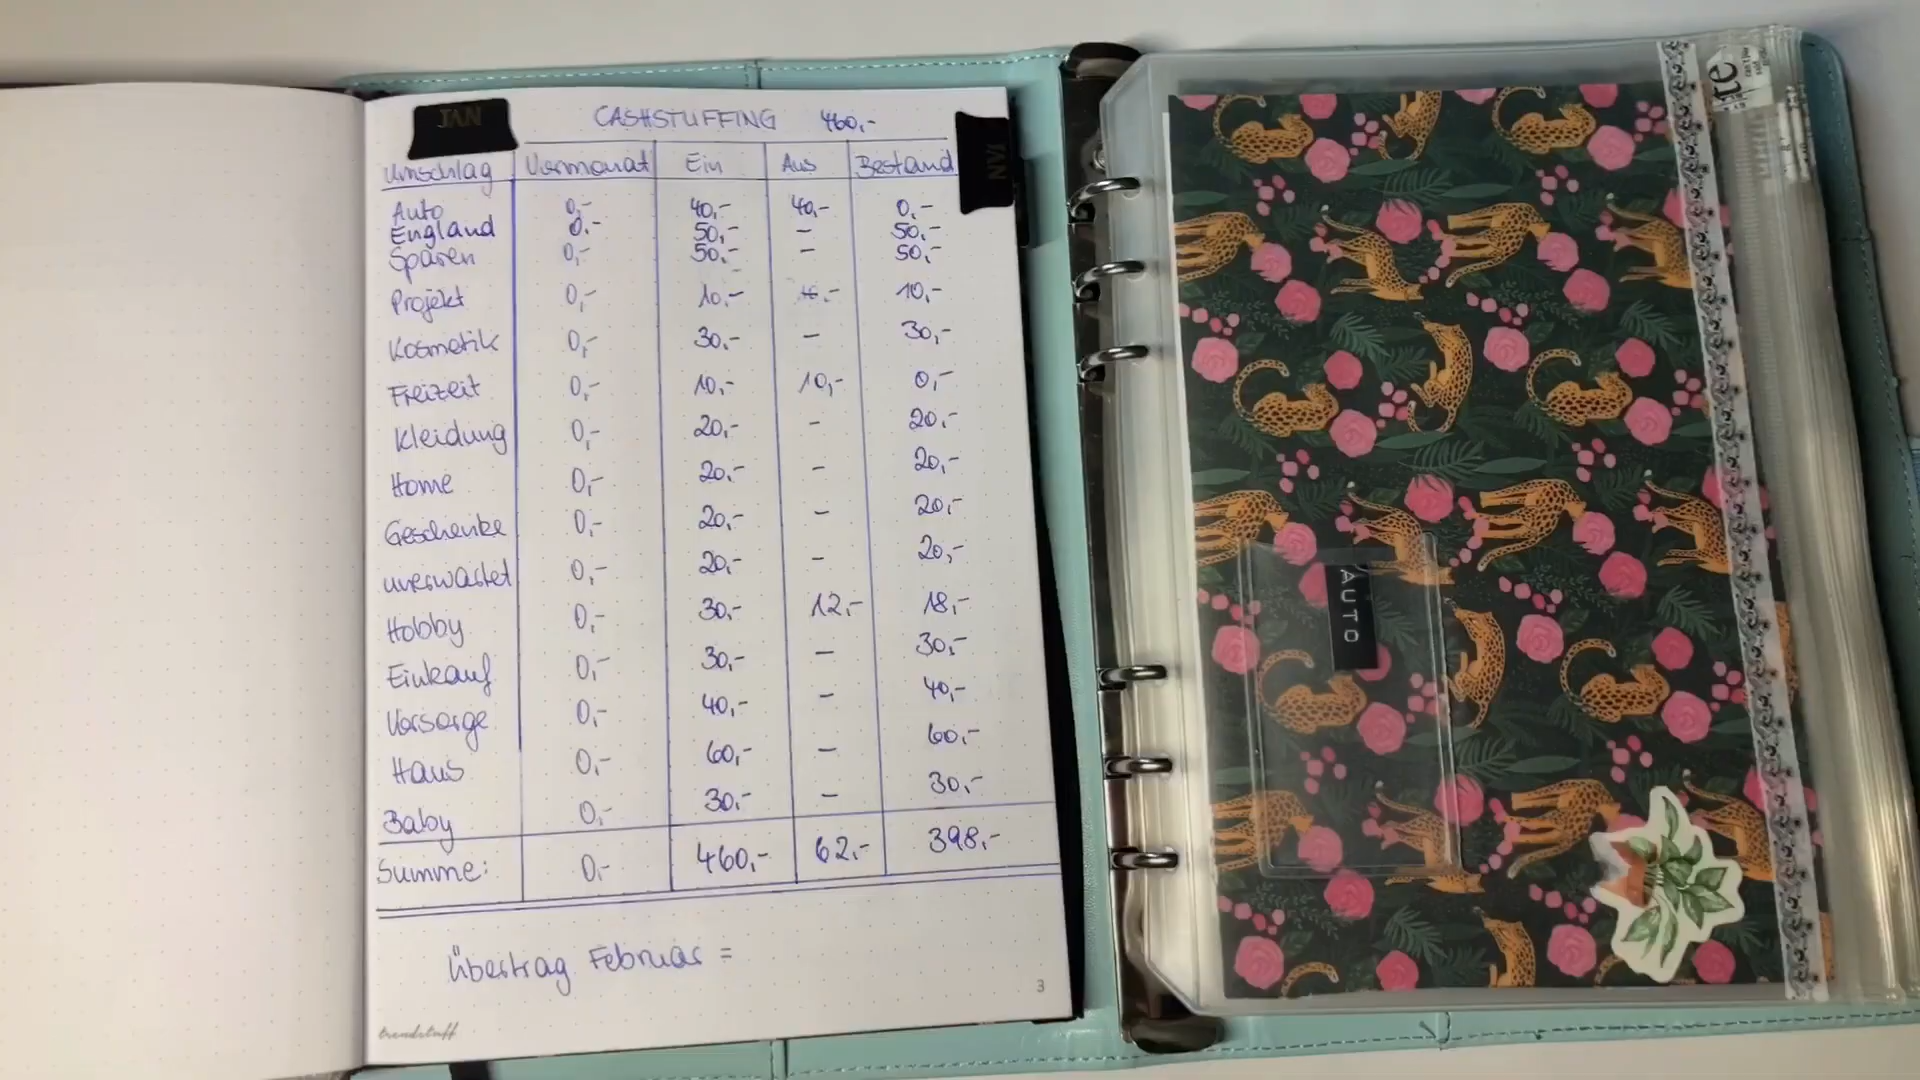 JAN
CASHSTUFFING 460,-
JAN
Umschlag Vormonat Ein Aus Bestand
Auto 0,- 40,- 40,- 0,-
England 0,- 50,- - 50,-
Sparen 0,- 50,- - 50,-
Projekt 0,- 10,- 10,-
Kosmetik 0,- 30,- - 30,-
Freizeit 0,- 10,- 10,- 0,-
Kleidung 0,- 20,- - 20,-
Home 0,- 20,- - 20,-
Geschenke 0,- 20,- - 20,-
unerwartet 0,- 20,- - 20,-
Hobby 0,- 30,- 12,- 18,-
Einkauf 0,- 30,- - 30,-
Vorsorge 0,- 40,- - 40,-
Haus 0,- 60,- - 60,-
Baby 0,- 30,- - 30,-
Summe: 0,- 460,- 62,- 398,-
Übertrag Februar =
3
trendstuff
AUTO
te